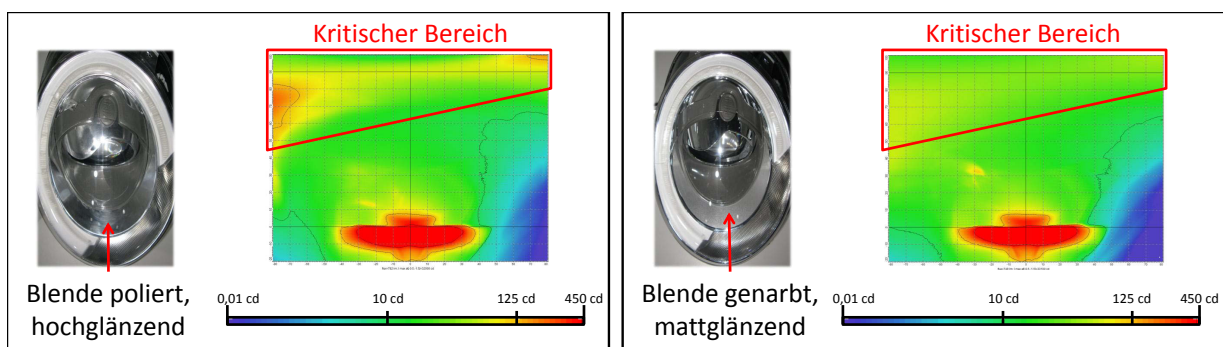 Kritischer Bereich
Blende poliert,
hochglänzend
0,01 cd
10 cd
125 cd
450 cd
Kritischer Bereich
Blende genarbt,
mattglänzend
0,01 cd
10 cd
125 cd
450 cd